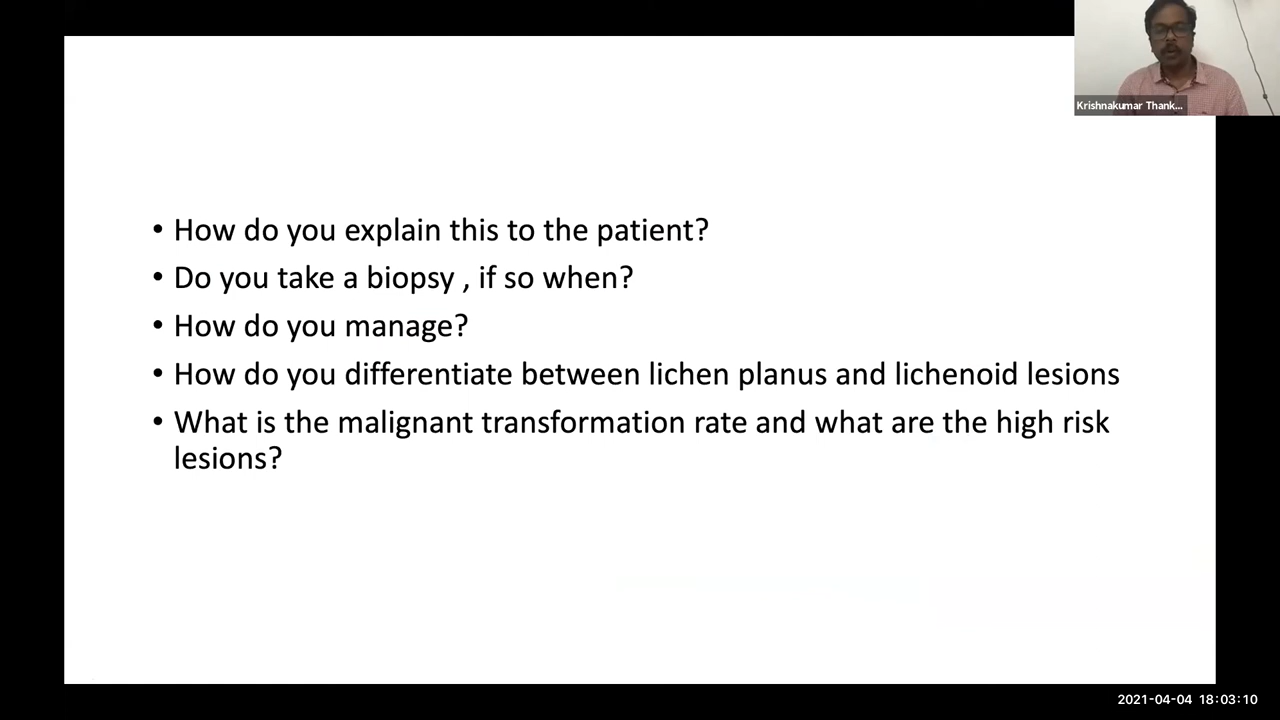 Krishnakumar Thank...
• How do you explain this to the patient?
• Do you take a biopsy , if so when?
• How do you manage?
• How do you differentiate between lichen planus and lichenoid lesions
• What is the malignant transformation rate and what are the high risk
lesions?
2021-04-04 18:03:10